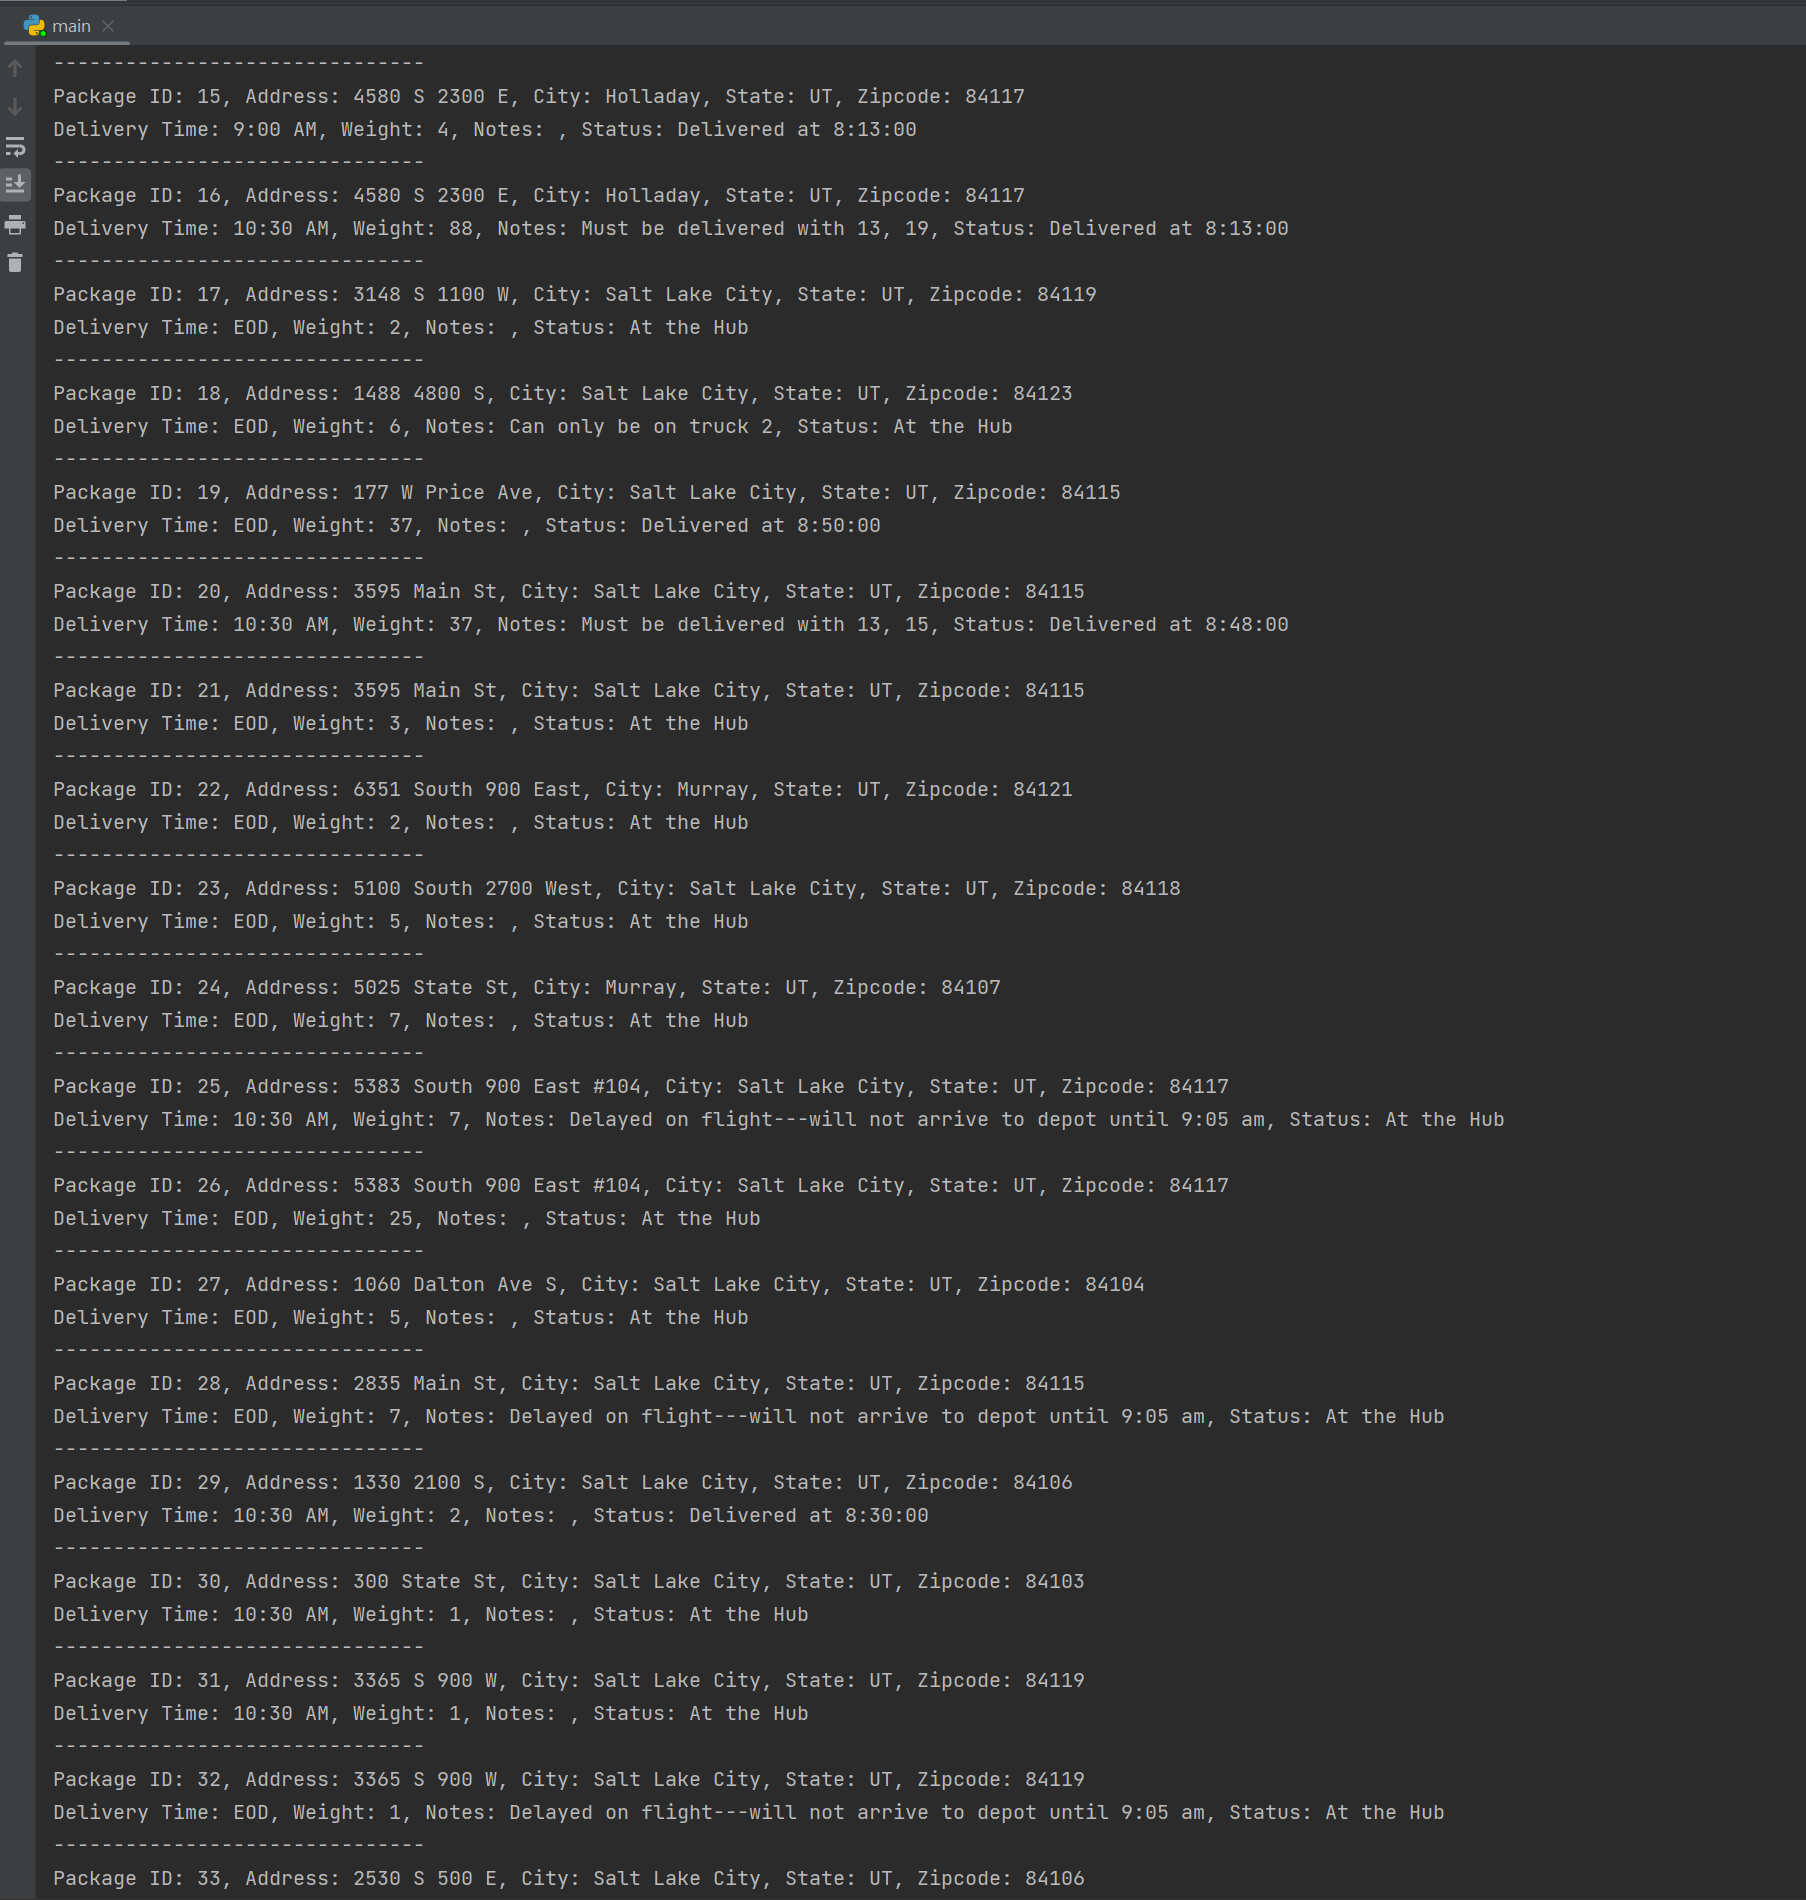 main
-------------------------------
Package ID: 15, Address: 4580 S 2300 E, City: Holladay, State: UT, Zipcode: 84117
Delivery Time: 9:00 AM, Weight: 4, Notes: , Status: Delivered at 8:13:00
-------------------------------
Package ID: 16, Address: 4580 S 2300 E, City: Holladay, State: UT, Zipcode: 84117
Delivery Time: 10:30 AM, Weight: 88, Notes: Must be delivered with 13, 19, Status: Delivered at 8:13:00
-------------------------------
Package ID: 17, Address: 3148 S 1100 W, City: Salt Lake City, State: UT, Zipcode: 84119
Delivery Time: EOD, Weight: 2, Notes: , Status: At the Hub
-------------------------------
Package ID: 18, Address: 1488 4800 S, City: Salt Lake City, State: UT, Zipcode: 84123
Delivery Time: EOD, Weight: 6, Notes: Can only be on truck 2, Status: At the Hub
-------------------------------
Package ID: 19, Address: 177 W Price Ave, City: Salt Lake City, State: UT, Zipcode: 84115
Delivery Time: EOD, Weight: 37, Notes: , Status: Delivered at 8:50:00
-------------------------------
Package ID: 20, Address: 3595 Main St, City: Salt Lake City, State: UT, Zipcode: 84115
Delivery Time: 10:30 AM, Weight: 37, Notes: Must be delivered with 13, 15, Status: Delivered at 8:48:00
-------------------------------
Package ID: 21, Address: 3595 Main St, City: Salt Lake City, State: UT, Zipcode: 84115
Delivery Time: EOD, Weight: 3, Notes: , Status: At the Hub
-------------------------------
Package ID: 22, Address: 6351 South 900 East, City: Murray, State: UT, Zipcode: 84121
Delivery Time: EOD, Weight: 2, Notes: , Status: At the Hub
-------------------------------
Package ID: 23, Address: 5100 South 2700 West, City: Salt Lake City, State: UT, Zipcode: 84118
Delivery Time: EOD, Weight: 5, Notes: , Status: At the Hub
-------------------------------
Package ID: 24, Address: 5025 State St, City: Murray, State: UT, Zipcode: 84107
Delivery Time: EOD, Weight: 7, Notes: , Status: At the Hub
-------------------------------
Package ID: 25, Address: 5383 South 900 East #104, City: Salt Lake City, State: UT, Zipcode: 84117
Delivery Time: 10:30 AM, Weight: 7, Notes: Delayed on flight---will not arrive to depot until 9:05 am, Status: At the Hub
-------------------------------
Package ID: 26, Address: 5383 South 900 East #104, City: Salt Lake City, State: UT, Zipcode: 84117
Delivery Time: EOD, Weight: 25, Notes: , Status: At the Hub
-------------------------------
Package ID: 27, Address: 1060 Dalton Ave S, City: Salt Lake City, State: UT, Zipcode: 84104
Delivery Time: EOD, Weight: 5, Notes: , Status: At the Hub
-------------------------------
Package ID: 28, Address: 2835 Main St, City: Salt Lake City, State: UT, Zipcode: 84115
Delivery Time: EOD, Weight: 7, Notes: Delayed on flight---will not arrive to depot until 9:05 am, Status: At the Hub
-------------------------------
Package ID: 29, Address: 1330 2100 S, City: Salt Lake City, State: UT, Zipcode: 84106
Delivery Time: 10:30 AM, Weight: 2, Notes: , Status: Delivered at 8:30:00
-------------------------------
Package ID: 30, Address: 300 State St, City: Salt Lake City, State: UT, Zipcode: 84103
Delivery Time: 10:30 AM, Weight: 1, Notes: , Status: At the Hub
-------------------------------
Package ID: 31, Address: 3365 S 900 W, City: Salt Lake City, State: UT, Zipcode: 84119
Delivery Time: 10:30 AM, Weight: 1, Notes: , Status: At the Hub
-------------------------------
Package ID: 32, Address: 3365 S 900 W, City: Salt Lake City, State: UT, Zipcode: 84119
Delivery Time: EOD, Weight: 1, Notes: Delayed on flight---will not arrive to depot until 9:05 am, Status: At the Hub
-------------------------------
Package ID: 33, Address: 2530 S 500 E, City: Salt Lake City, State: UT, Zipcode: 84106